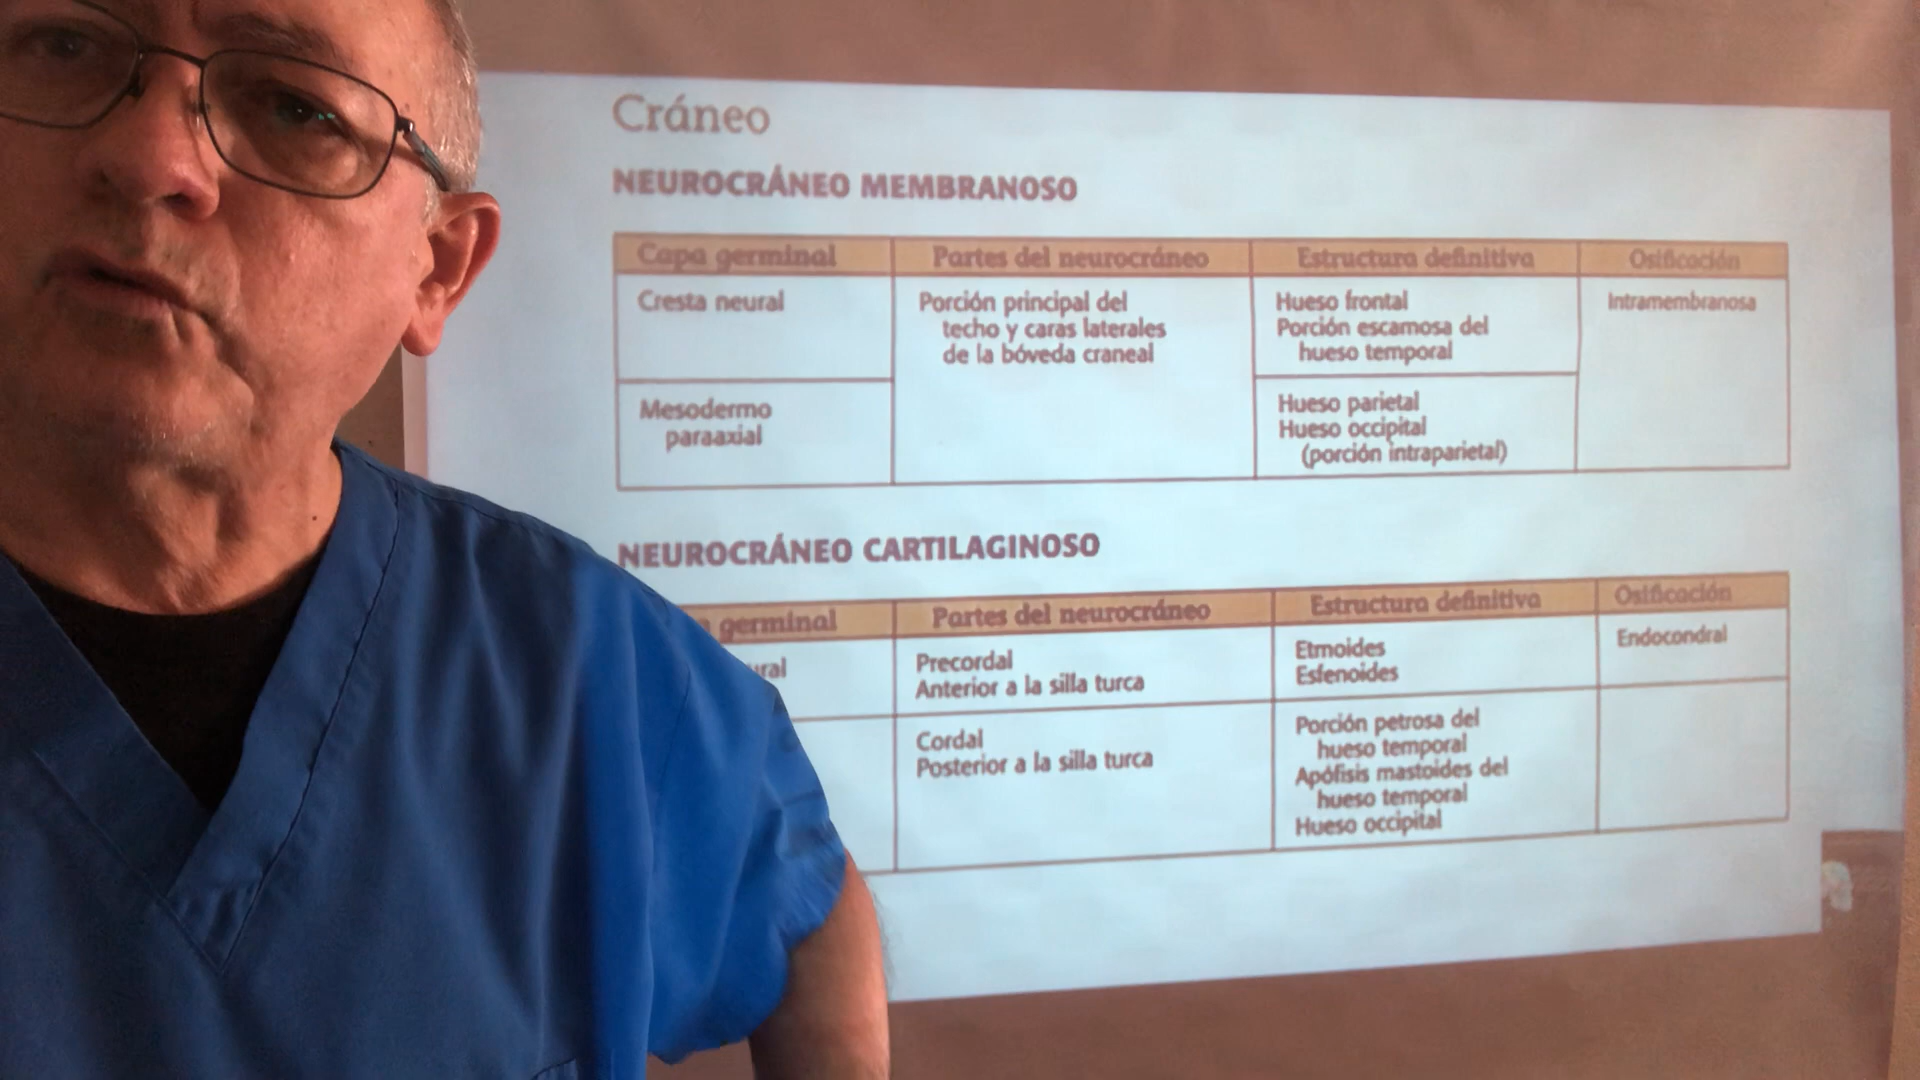 Cráneo
NEUROCRÁNEO MEMBRANOSO
Capa germinal Partes del neurocráneo Estructura definitiva Osificación
Cresta neural
Porción principal del
techo y caras laterales
de la bóveda craneal
Hueso frontal
Porción escamosa del
hueso temporal
Intramembranosa
Mesodermo
paraaxial
Hueso parietal
Hueso occipital
(porción intraparietal)
NEUROCRÁNEO CARTILAGINOSO
germinal Partes del neurocráneo Estructura definitiva Osificación
Precordal
Anterior a la silla turca
Etmoides
Esfenoides
Endocondral
Cordal
Posterior a la silla turca
Porción petrosa del
hueso temporal
Apófisis mastoides del
hueso temporal
Hueso occipital